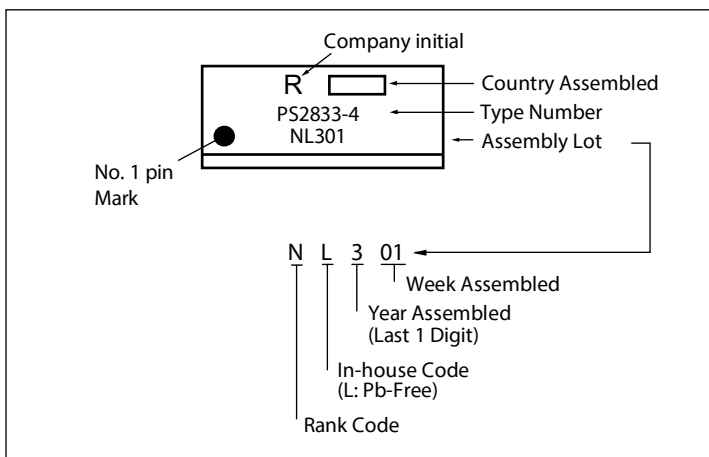 Company initial
R
Country Assembled
PS2833-4
Type Number
NL301
Assembly Lot
No. 1 pin
Mark
N L 3 01
Week Assembled
Year Assembled
(Last 1 Digit)
In-house Code
(L: Pb-Free)
Rank Code